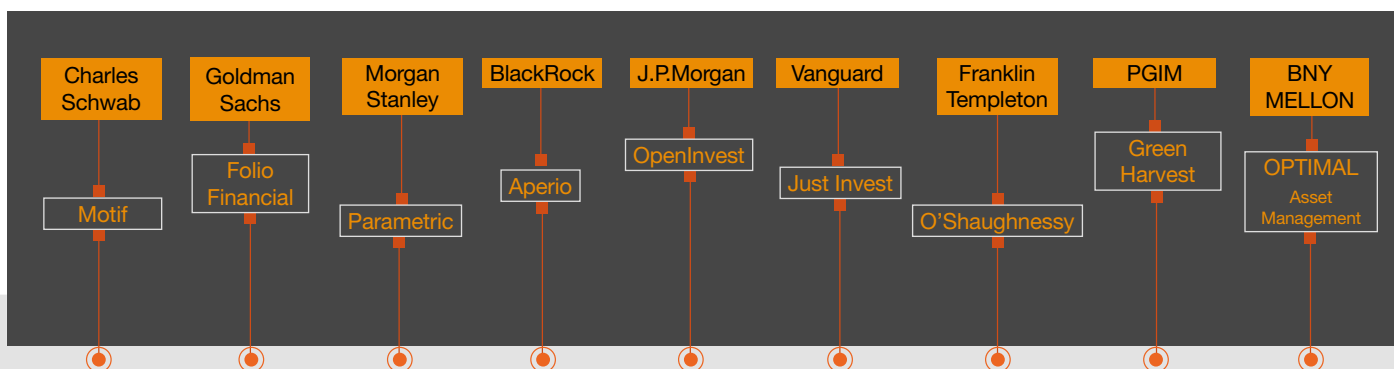 Charles
Schwab
Goldman
Sachs
Morgan
Stanley
BlackRock
J.P.Morgan
Vanguard
Franklin
Templeton
PGIM
BNY
MELLON
Motif
Folio
Financial
Parametric
Aperio
OpenInvest
Just Invest
O'Shaughnessy
Green
Harvest
OPTIMAL
Asset
Management